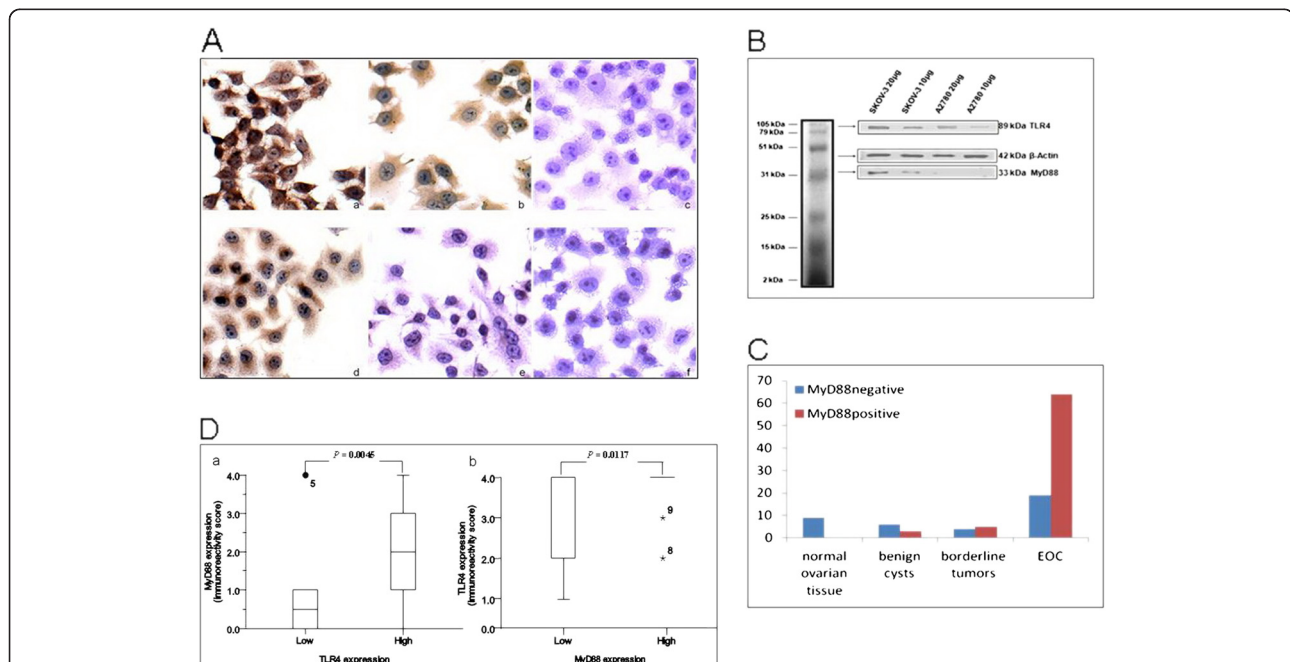 A
a
b
c
d
e
f
B
SKOV-3 20µg
SKOV-3 10µg
A2780 20µg
A2780 10µg
105 kDa
79 kDa
51 kDa
31 kDa
25 kDa
15 kDa
2 kDa
89 kDa TLR4
42 kDa β-Actin
33 kDa MyD88
C
70
60
50
40
30
20
10
0
MyD88negative
MyD88positive
normal ovarian tissue
benign cysts
borderline tumors
EOC
D
a
P = 0.0045
MyD88 expression
(immunoreactivity score)
4.0
3.0
2.0
1.0
0.0
5
Low
High
TLR4 expression
b
P = 0.0117
TLR4 expression
(immunoreactivity score)
4.0
3.0
2.0
1.0
0.0
9
8
Low
High
MyD88 expression